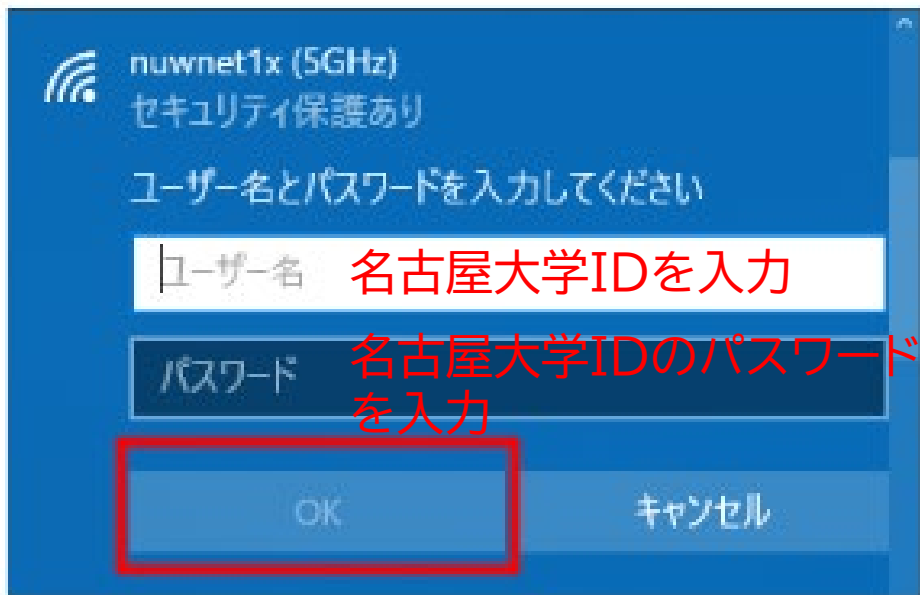 nuwnet1x (5GHz)
セキュリティ保護あり
ユーザー名とパスワードを入力してください
ユーザー名 名古屋大学IDを入力
パスワード 名古屋大学IDのパスワード
を入力
OK キャンセル